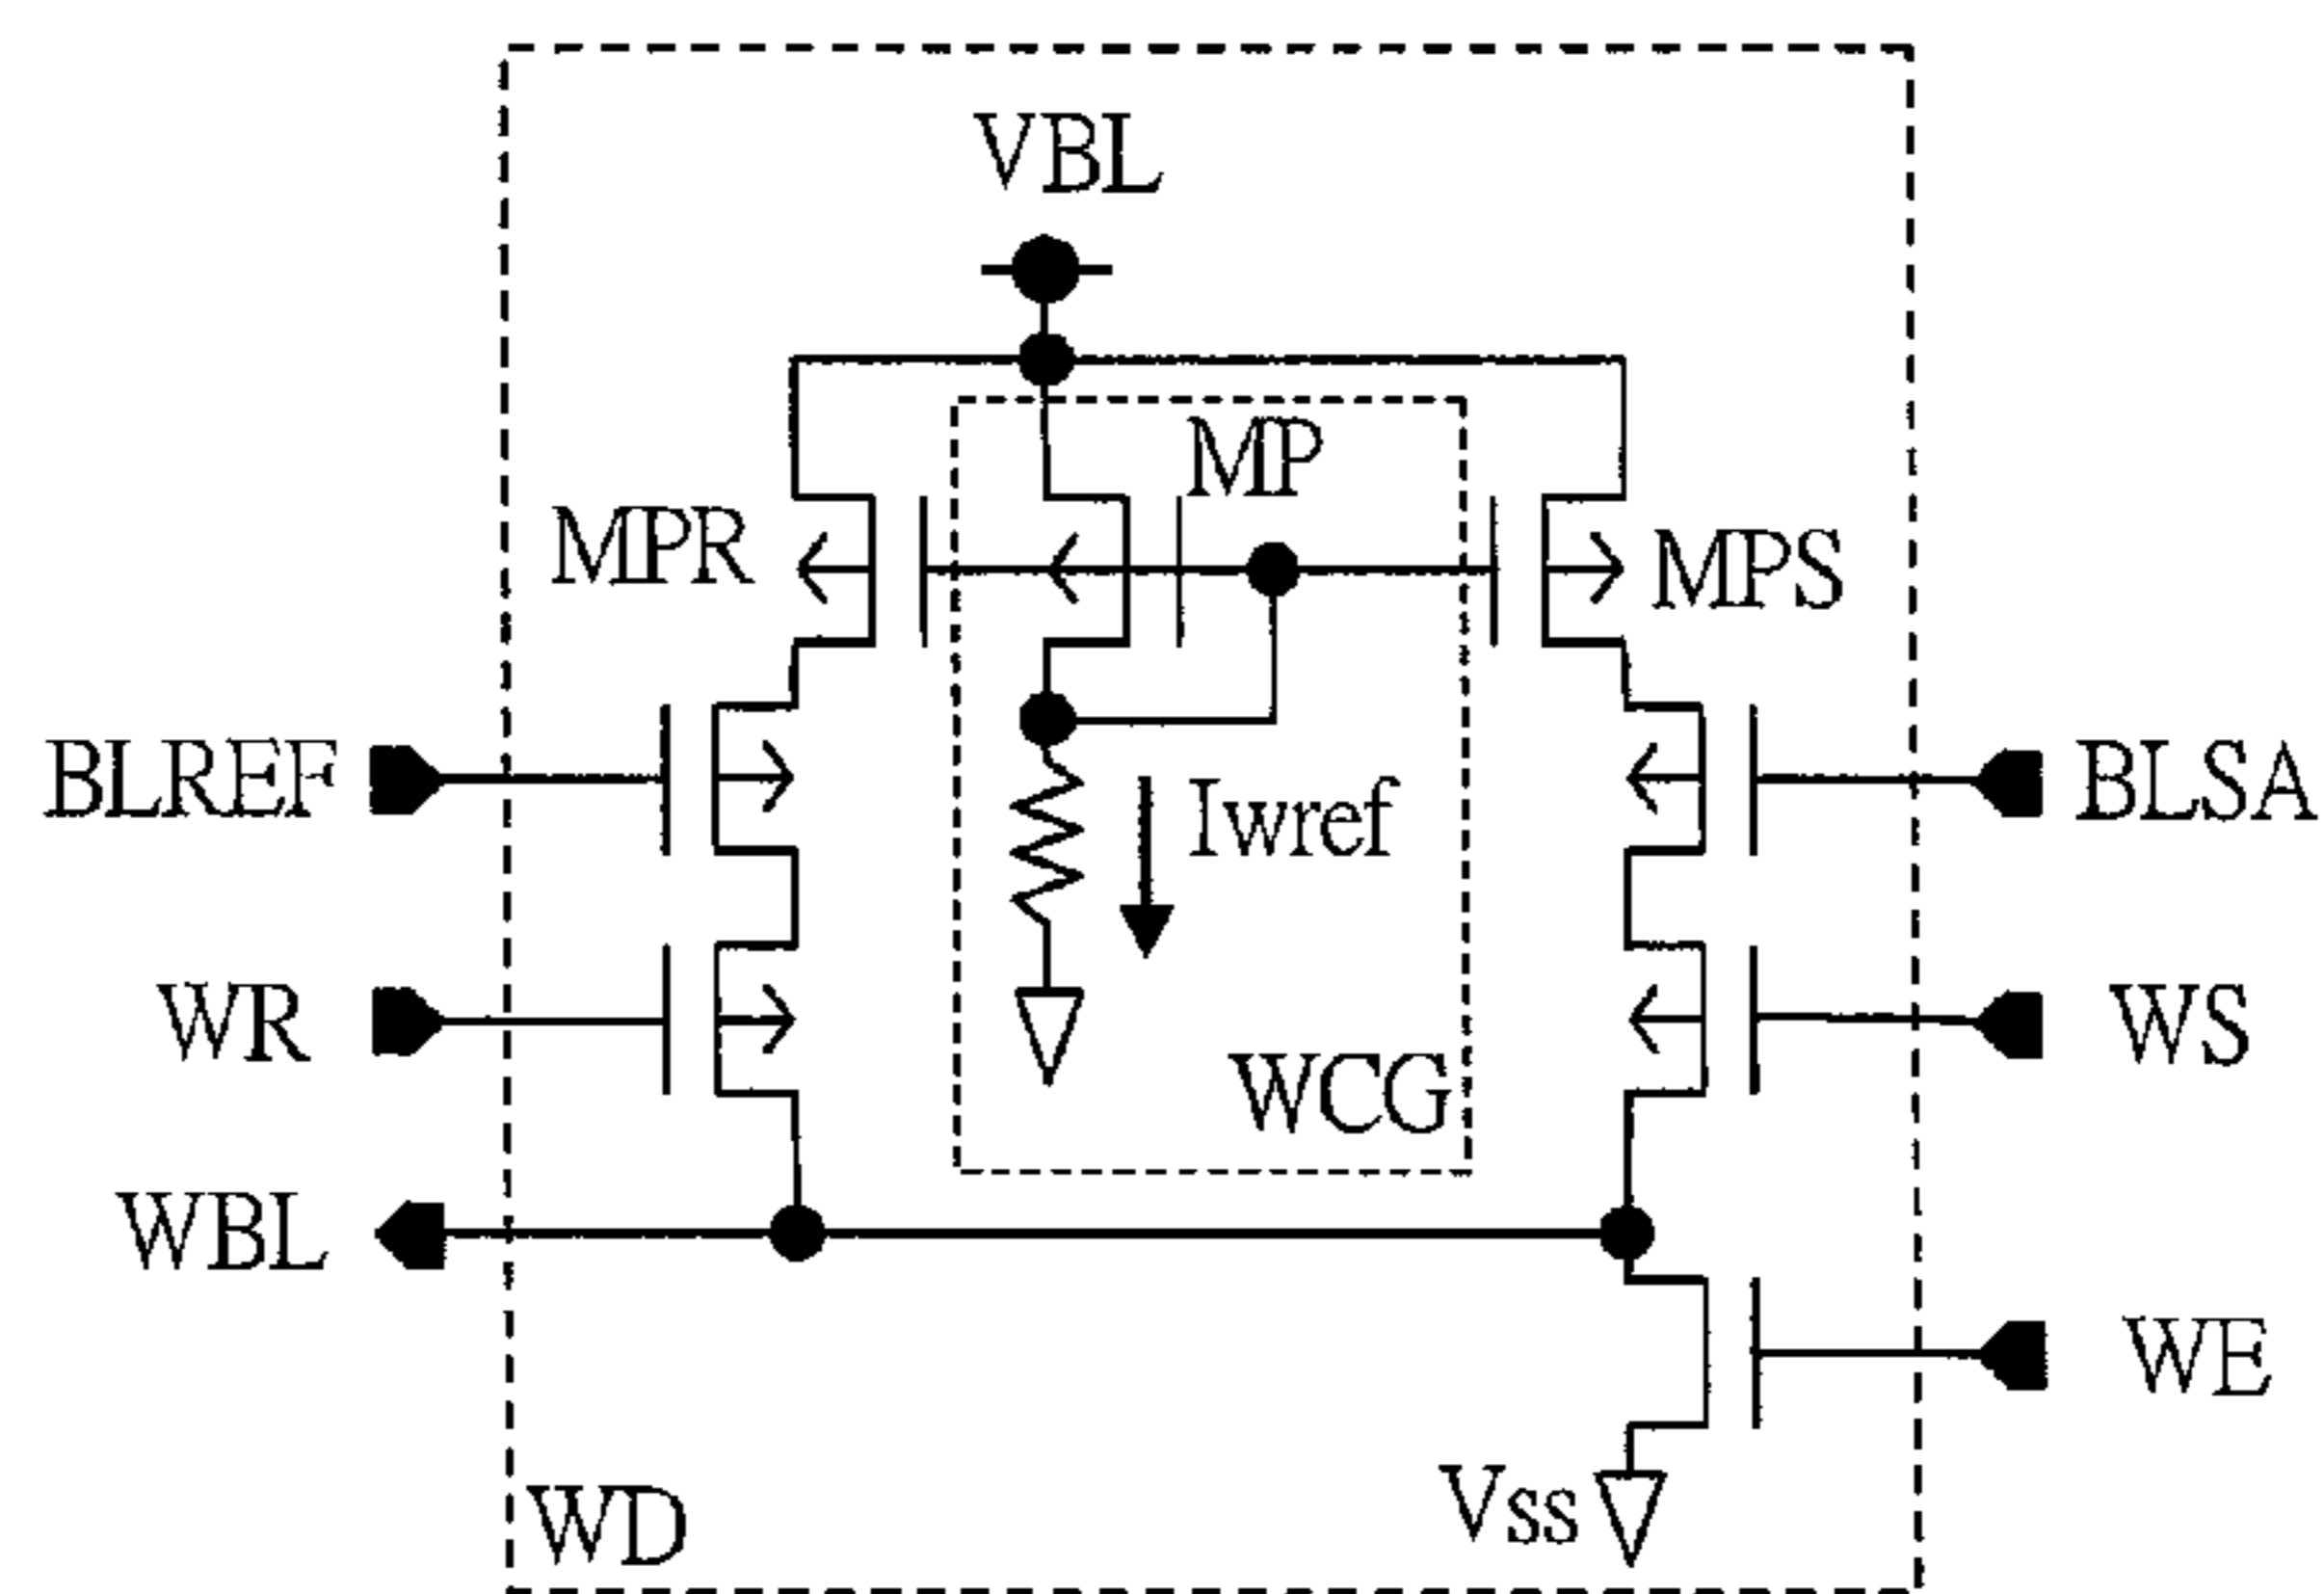 VBL
MP
MPR
MPS
BLREF
Iwref
BLSA
WR
WS
WCG
WBL
WE
Vss
WD